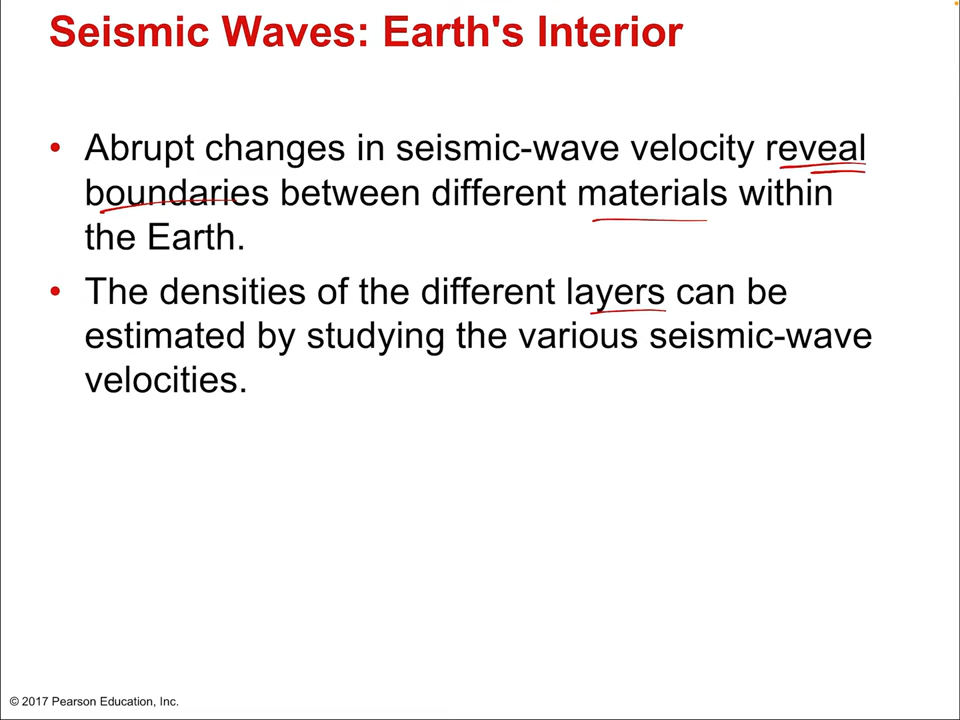 Seismic Waves: Earth's Interior
• Abrupt changes in seismic-wave velocity reveal
boundaries between different materials within
the Earth.
• The densities of the different layers can be
estimated by studying the various seismic-wave
velocities.
© 2017 Pearson Education, Inc.